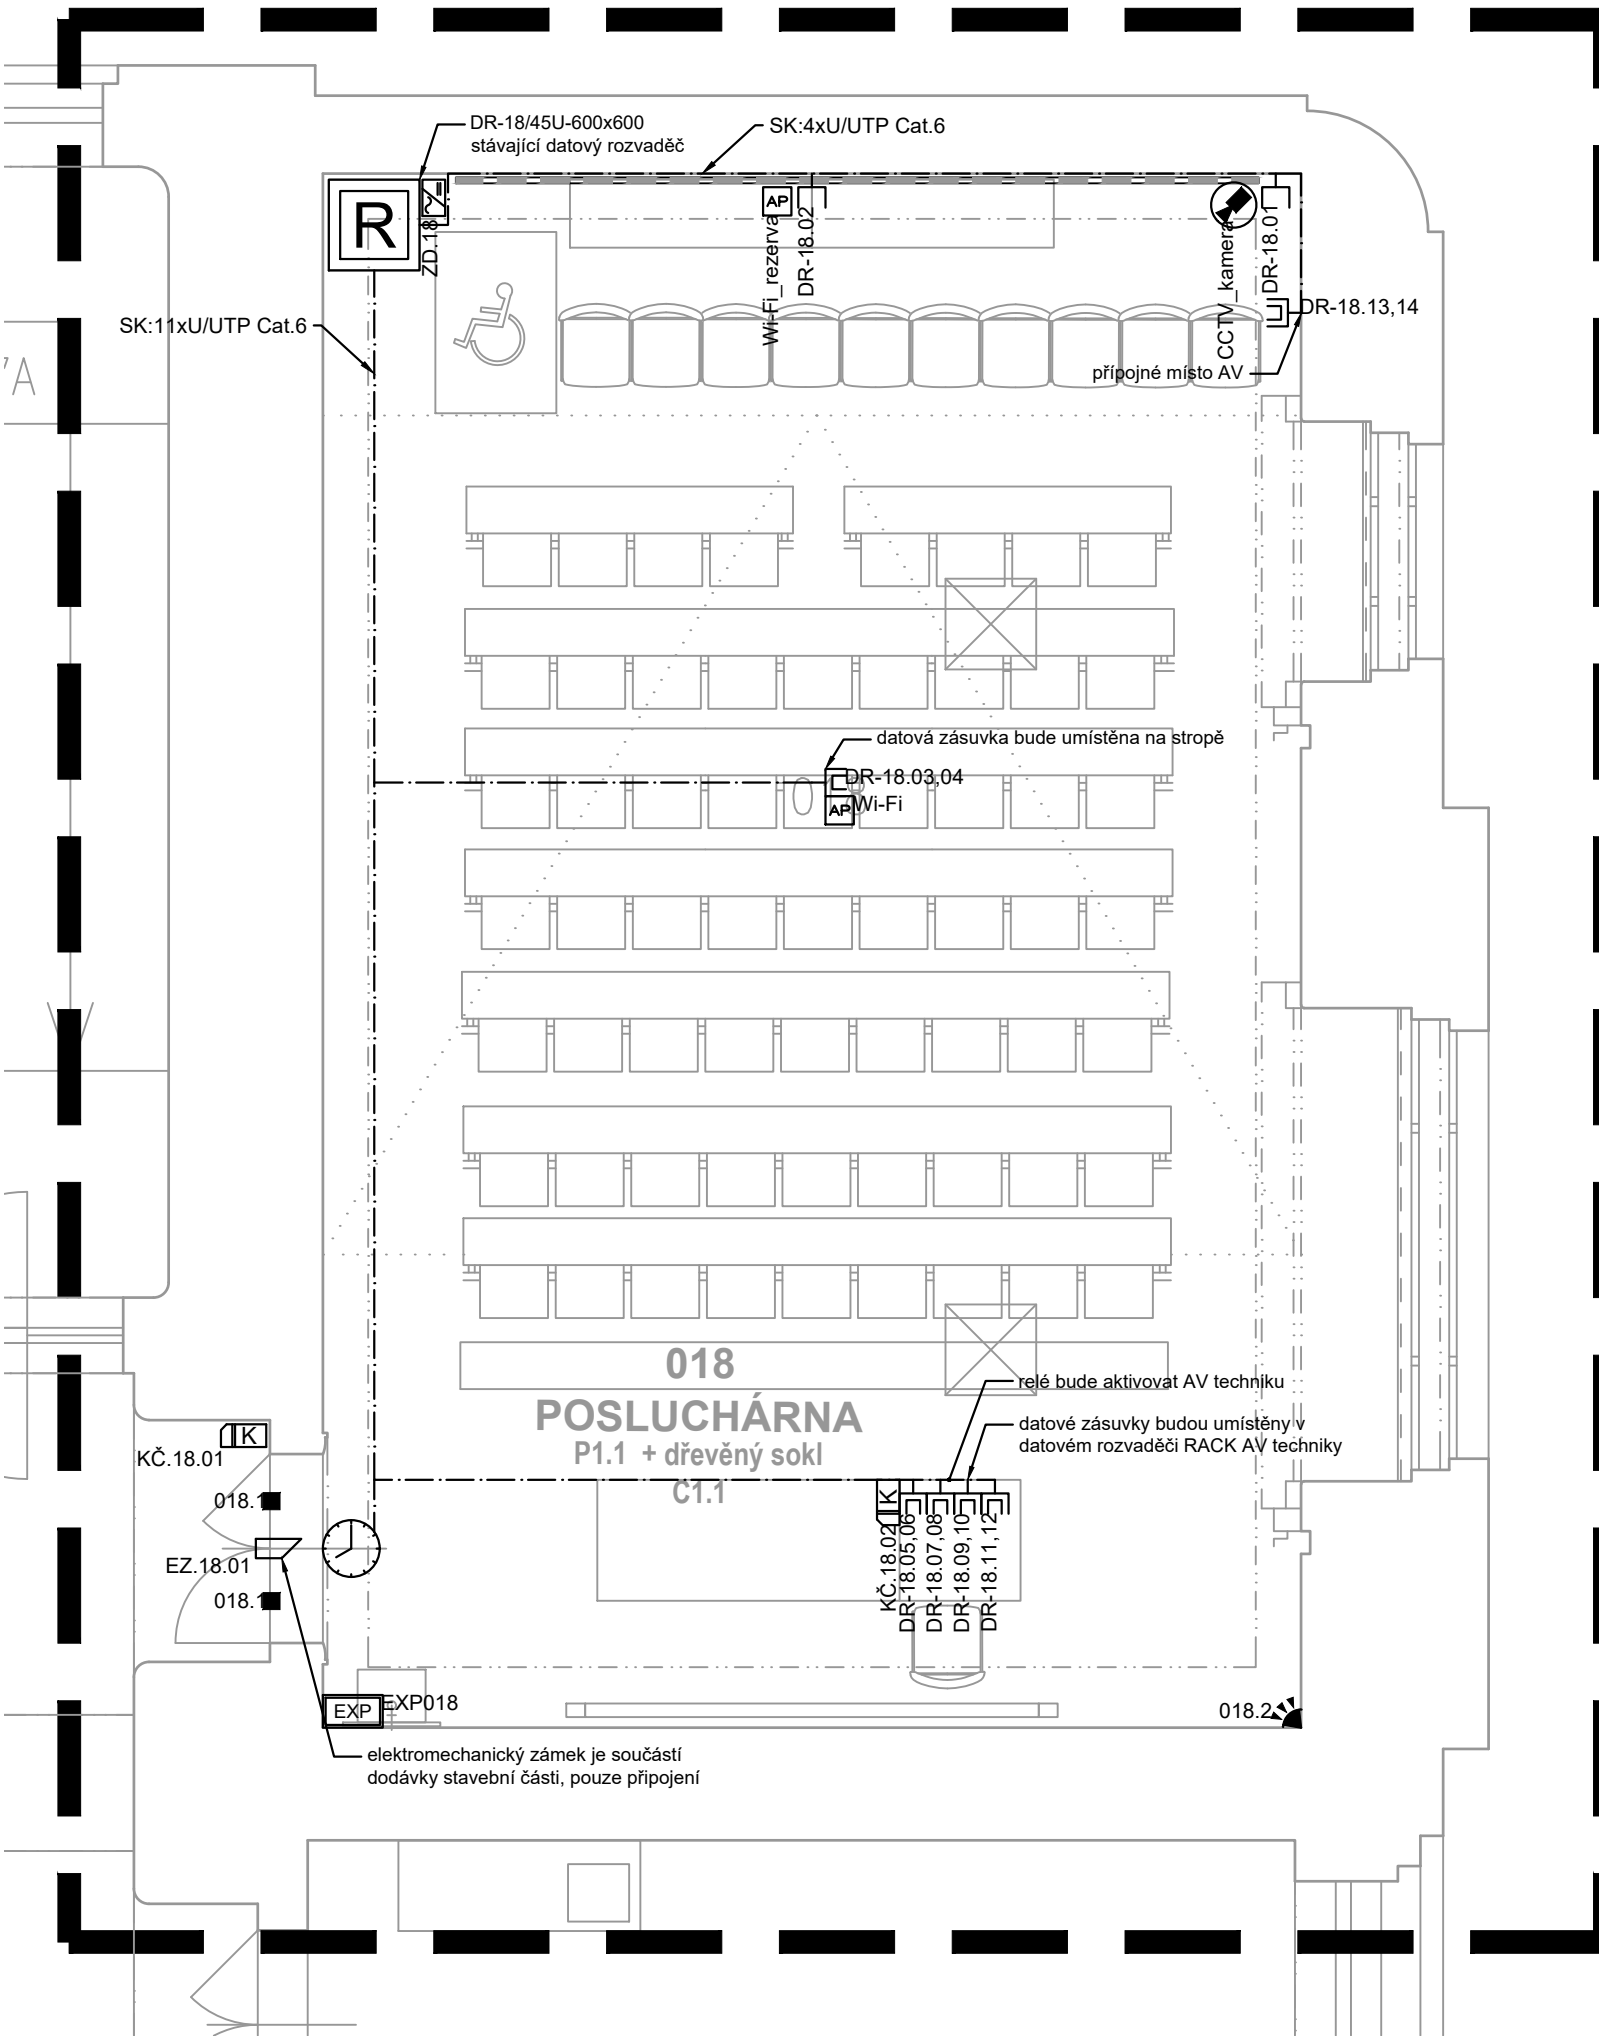 DR-18/45U-600x600
stávající datový rozvaděč
SK:4xU/UTP Cat.6
R
ZD.18
AP
Wi-Fi_rezerva
DR-18.02
CCTV_kamera
DR-18.01
DR-18.13,14
přípojné místo AV
SK:11xU/UTP Cat.6
7A
datová zásuvka bude umístěna na stropě
DR-18.03,04
AP
Wi-Fi
018
POSLUCHÁRNA
P1.1 + dřevěný sokl
C1.1
relé bude aktivovat AV techniku
datové zásuvky budou umístěny v
datovém rozvaděči RACK AV techniky
K
KČ.18.01
018.1
EZ.18.01
018.1
K
KČ.18.02
DR-18.05,06
DR-18.07,08
DR-18.09,10
DR-18.11,12
EXP
EXP018
018.2
elektromechanický zámek je součástí
dodávky stavební části, pouze připojení